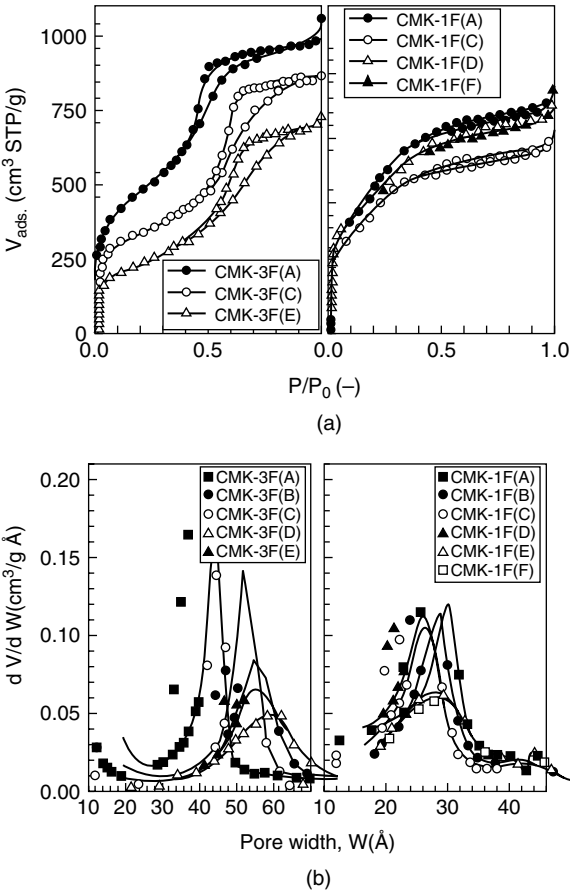 1000
750
500
250
0
V_ads. (cm³ STP/g)
CMK-3F(A)
CMK-3F(C)
CMK-3F(E)
CMK-1F(A)
CMK-1F(C)
CMK-1F(D)
CMK-1F(F)
0.0 0.5 0.0 0.5 1.0
P/P₀ (–)
(a)
0.20
0.15
0.10
0.05
0.00
d V/d W(cm³/g Å)
CMK-3F(A)
CMK-3F(B)
CMK-3F(C)
CMK-3F(D)
CMK-3F(E)
CMK-1F(A)
CMK-1F(B)
CMK-1F(C)
CMK-1F(D)
CMK-1F(E)
CMK-1F(F)
10 20 30 40 50 60 10 20 30 40
Pore width, W(Å)
(b)